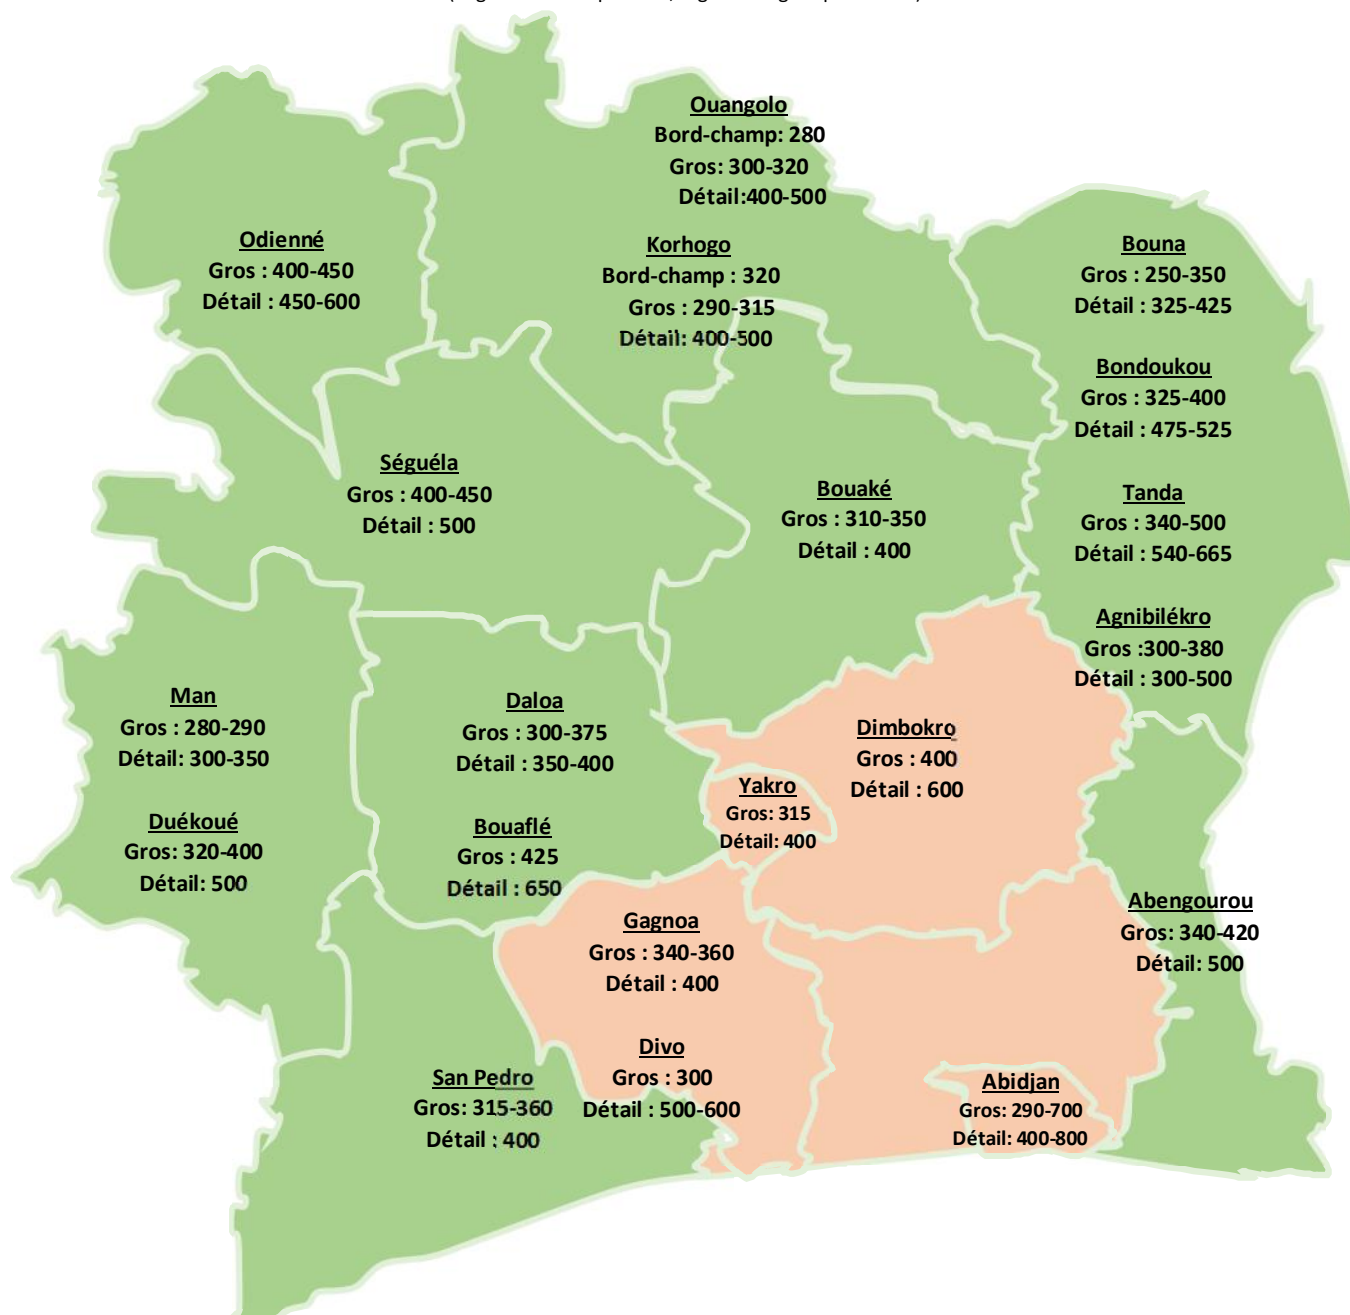 Ouangolo
Bord-champ: 280
Gros: 300-320
Détail:400-500
Odienné
Gros : 400-450
Détail : 450-600
Korhogo
Bord-champ : 320
Gros : 290-315
Détail: 400-500
Bouna
Gros : 250-350
Détail : 325-425
Bondoukou
Gros : 325-400
Détail : 475-525
Séguéla
Gros : 400-450
Détail : 500
Bouaké
Gros : 310-350
Détail : 400
Tanda
Gros : 340-500
Détail : 540-665
Agnibilékro
Gros :300-380
Détail : 300-500
Man
Gros : 280-290
Détail: 300-350
Daloa
Gros : 300-375
Détail : 350-400
Dimbokro
Gros : 400
Détail : 600
Yakro
Gros: 315
Détail: 400
Duékoué
Gros: 320-400
Détail: 500
Bouaflé
Gros : 425
Détail : 650
Gagnoa
Gros : 340-360
Détail : 400
Abengourou
Gros: 340-420
Détail: 500
Divo
Gros : 300
Détail : 500-600
San Pedro
Gros: 315-360
Détail : 400
Abidjan
Gros: 290-700
Détail: 400-800